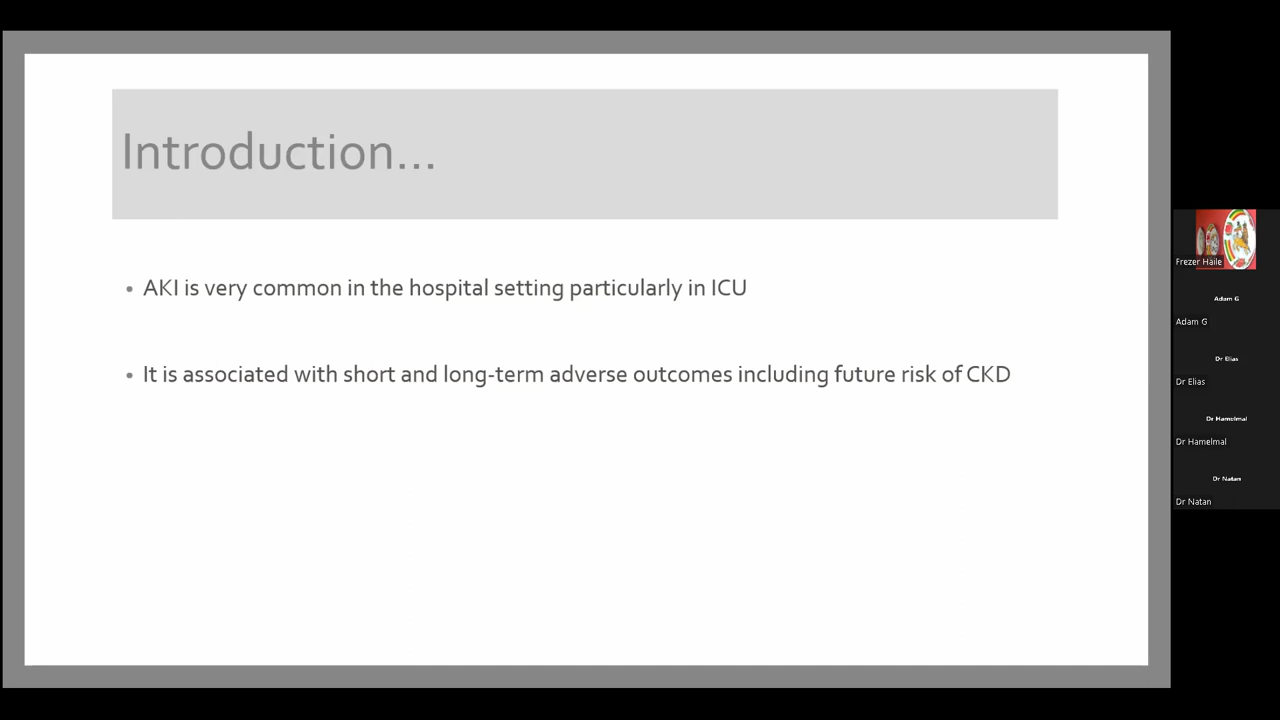 Introduction...
• AKI is very common in the hospital setting particularly in ICU
• It is associated with short and long-term adverse outcomes including future risk of CKD
Frezer Haile
Adam G
Adam G
Dr Elias
Dr Elias
Dr Hamelmal
Dr Hamelmal
Dr Natan
Dr Natan